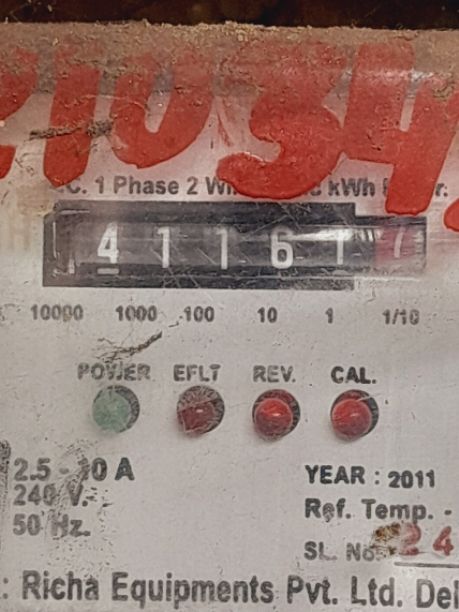 21034
C. 1 Phase 2 Wi kWh
4 1 1 6 1 7
10000 1000 100 10 1 1/10
POWER EFLT REV. CAL.
2.5 - 10 A
240 V.
50 Hz.
YEAR : 2011
Ref. Temp. -
SL. No. 24
: Richa Equipments Pvt. Ltd. Del